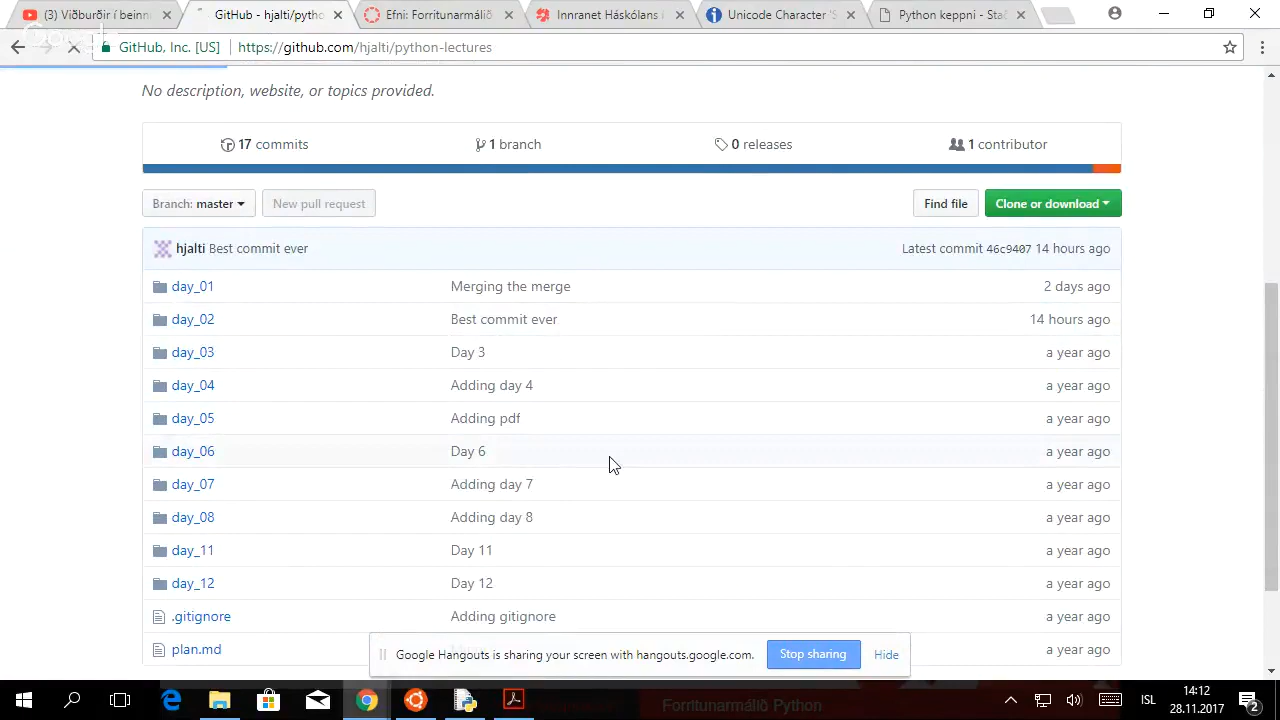 (3) Viðburður í beinni
GitHub - hjalti/pytho
Efni: Forritunarmálið
Innranet Háskólans í
Unicode Character 'S
Python keppni - Sta
GitHub, Inc. [US]
https://github.com/hjalti/python-lectures
No description, website, or topics provided.
17 commits
1 branch
0 releases
1 contributor
Branch: master
New pull request
Find file
Clone or download
hjalti Best commit ever
Latest commit 46c9407 14 hours ago
day_01 Merging the merge 2 days ago
day_02 Best commit ever 14 hours ago
day_03 Day 3 a year ago
day_04 Adding day 4 a year ago
day_05 Adding pdf a year ago
day_06 Day 6 a year ago
day_07 Adding day 7 a year ago
day_08 Adding day 8 a year ago
day_11 Day 11 a year ago
day_12 Day 12 a year ago
.gitignore Adding gitignore a year ago
plan.md a year ago
Google Hangouts is sharing your screen with hangouts.google.com.
Stop sharing
Hide
ÍSL
14:12
28.11.2017
2
Forritunarmálið Python